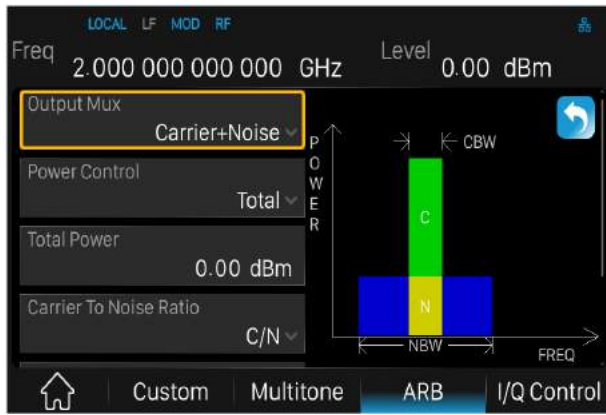 LOCAL LF MOD RF
Freq 2.000 000 000 000 GHz Level 0.00 dBm
Output Mux
Carrier+Noise
Power Control
Total
Total Power
0.00 dBm
Carrier To Noise Ratio
C/N
POWER
CBW
C
N
NBW
FREQ
Custom Multitone ARB I/Q Control